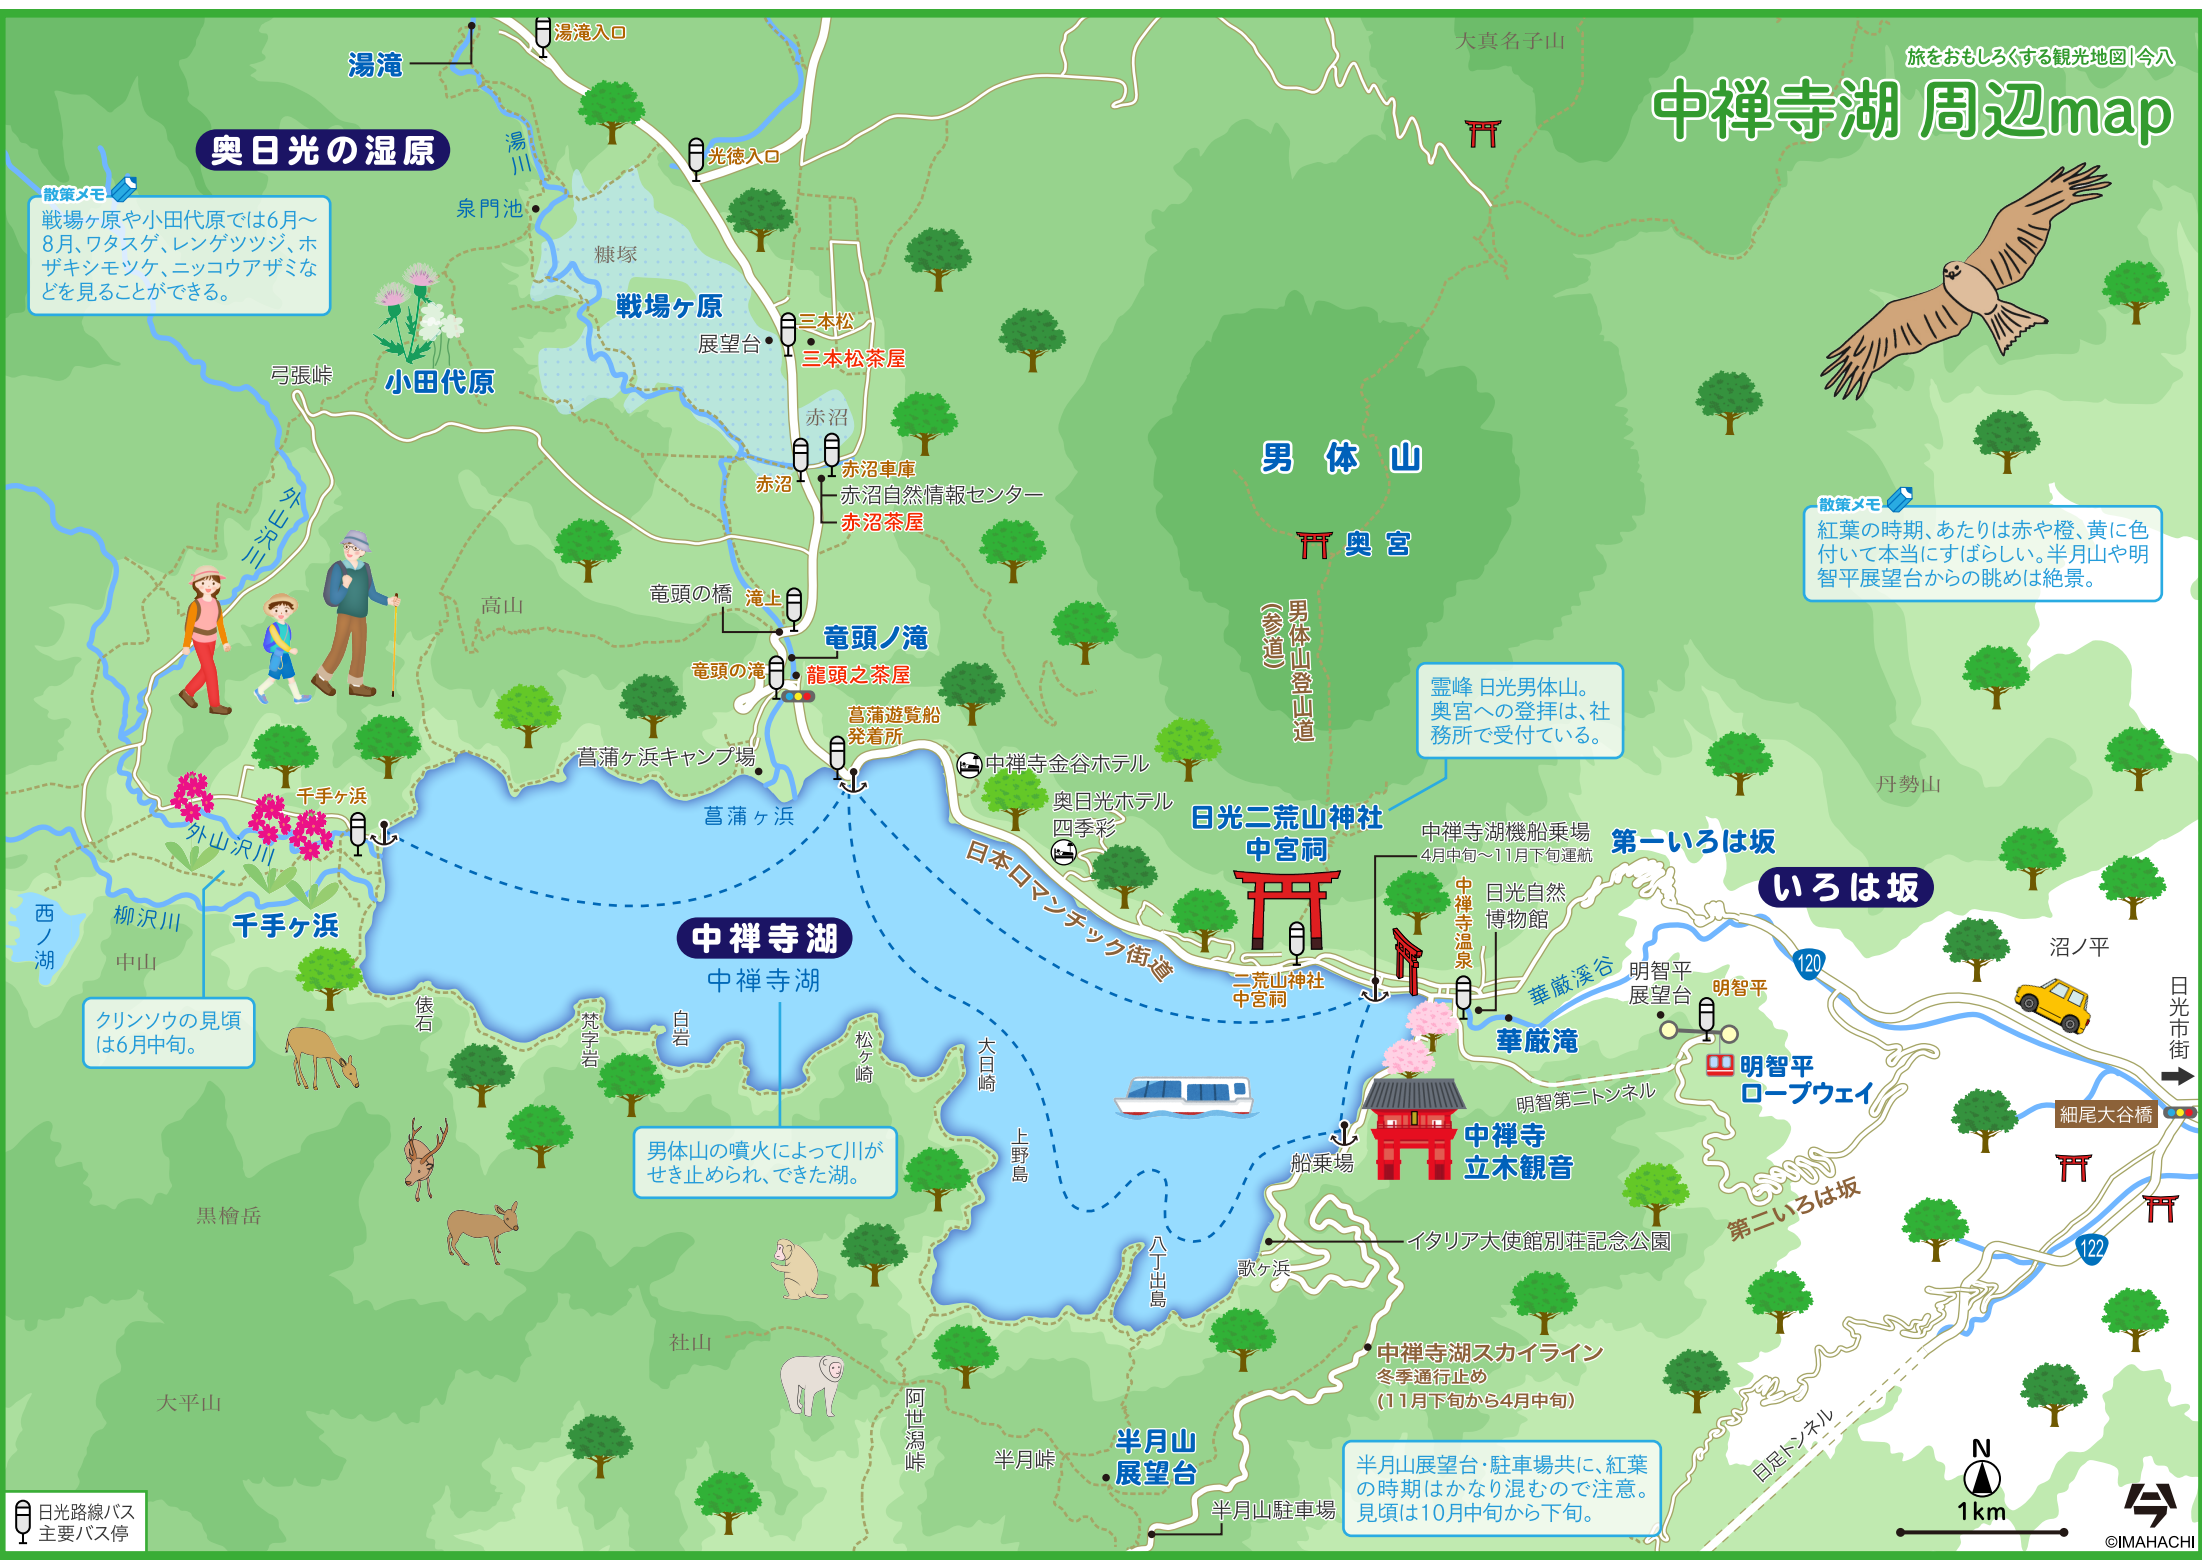 旅をおもしろくする観光地図|今八
中禅寺湖 周辺map
湯滝
湯滝入口
大真名子山
奥日光の湿原
湯川
光徳入口
散策メモ
戦場ヶ原や小田代原では6月〜
8月、ワタスゲ、レンゲツツジ、ホ
ザキシモツケ、ニッコウアザミな
どを見ることができる。
泉門池
糠塚
戦場ヶ原
三本松
展望台
三本松茶屋
弓張峠
小田代原
赤沼
男体山
赤沼
赤沼車庫
赤沼自然情報センター
赤沼茶屋
外山沢川
奥宮
散策メモ
紅葉の時期、あたりは赤や橙、黄に色
付いて本当にすばらしい。半月山や明
智平展望台からの眺めは絶景。
高山
竜頭の橋
滝上
竜頭ノ滝
竜頭の滝
龍頭之茶屋
男体山登山道
(参道)
霊峰 日光男体山。
奥宮への登拝は、社
務所で受付ている。
菖蒲遊覧船
発着所
菖蒲ヶ浜キャンプ場
中禅寺金谷ホテル
丹勢山
千手ヶ浜
菖蒲ヶ浜
奥日光ホテル
四季彩
日光二荒山神社
中宮祠
中禅寺湖機船乗場
4月中旬〜11月下旬運航
第一いろは坂
外山沢川
日本ロマンチック街道
いろは坂
中禅寺温泉
日光自然
博物館
西ノ湖
柳沢川
千手ヶ浜
中山
中禅寺湖
中禅寺湖
二荒山神社
中宮祠
華厳渓谷
明智平
展望台
明智平
120
沼ノ平
日光市街
クリンソウの見頃
は6月中旬。
俵石
梵字岩
白岩
松ヶ崎
大日崎
華厳滝
明智平
ロープウェイ
明智第二トンネル
細尾大谷橋
男体山の噴火によって川が
せき止められ、できた湖。
上野島
船乗場
中禅寺
立木観音
第二いろは坂
黒檜岳
八丁出島
歌ヶ浜
イタリア大使館別荘記念公園
122
社山
中禅寺湖スカイライン
冬季通行止め
(11月下旬から4月中旬)
大平山
阿世潟峠
半月峠
半月山
展望台
半月山駐車場
半月山展望台・駐車場共に、紅葉
の時期はかなり混むので注意。
見頃は10月中旬から下旬。
日足トンネル
N
1km
日光路線バス
主要バス停
©IMAHACHI